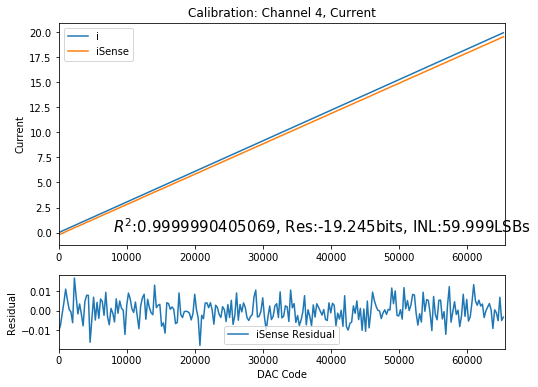 Calibration: Channel 4, Current
20.0
17.5
15.0
12.5
10.0
7.5
5.0
2.5
0.0
Current
i
iSense
R²:0.9999990405069, Res:-19.245bits, INL:59.999LSBs
0 10000 20000 30000 40000 50000 60000
0.01
0.00
−0.01
Residual
iSense Residual
0 10000 20000 30000 40000 50000 60000
DAC Code